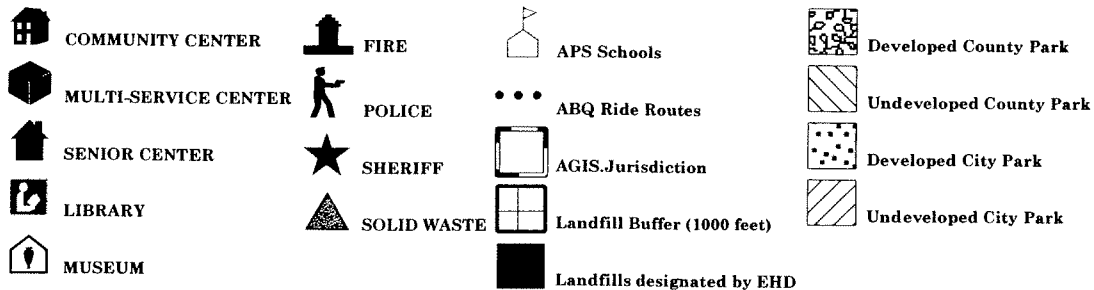 COMMUNITY CENTER
MULTI-SERVICE CENTER
SENIOR CENTER
LIBRARY
MUSEUM
FIRE
POLICE
SHERIFF
SOLID WASTE
APS Schools
ABQ Ride Routes
AGIS.Jurisdiction
Landfill Buffer (1000 feet)
Landfills designated by EHD
Developed County Park
Undeveloped County Park
Developed City Park
Undeveloped City Park